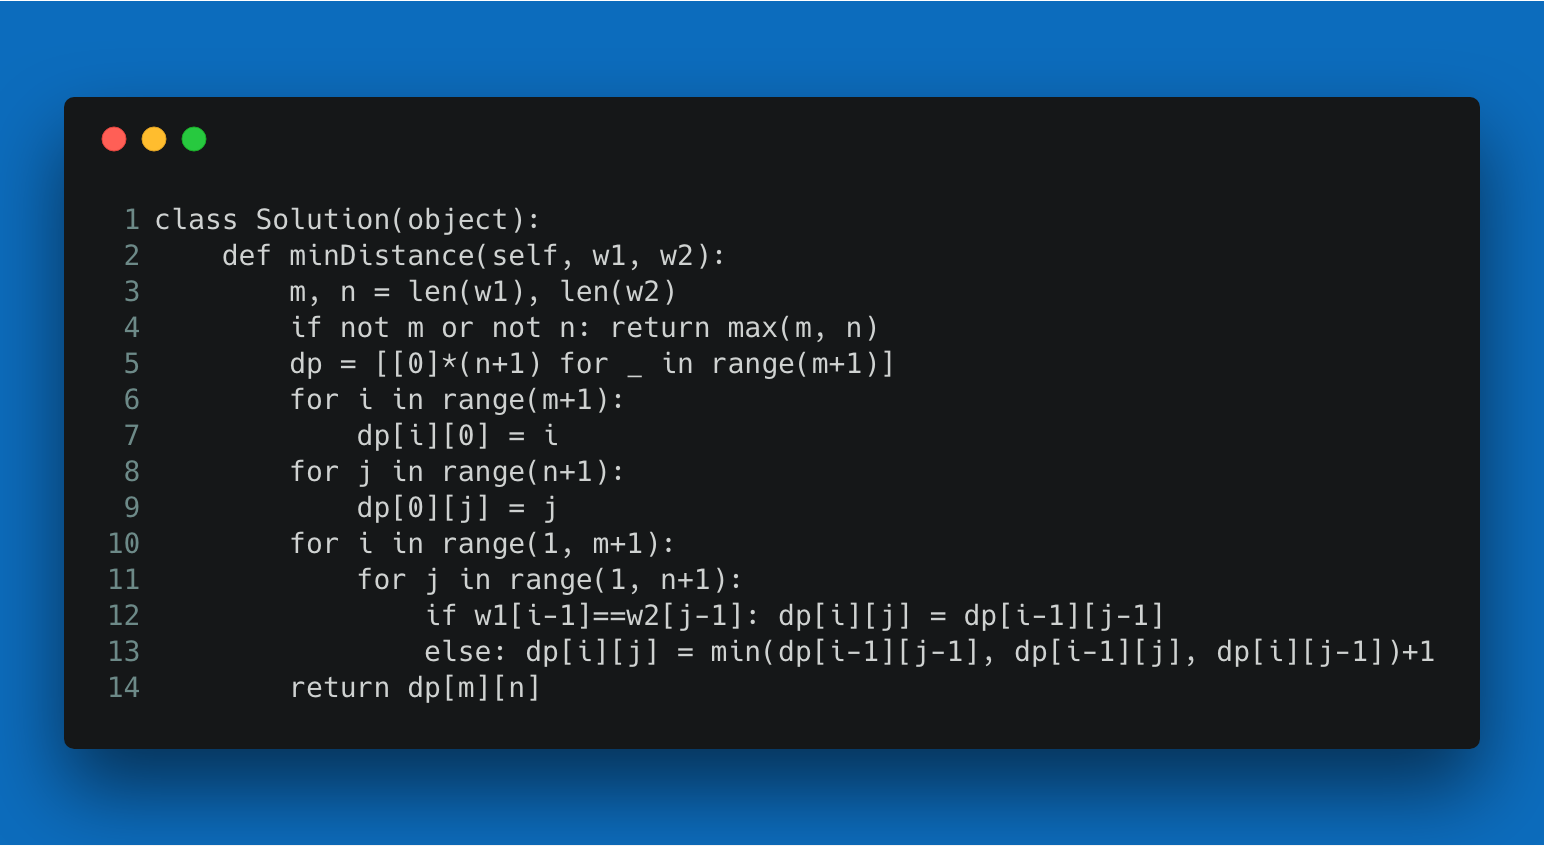 1 class Solution(object):
2     def minDistance(self, w1, w2):
3         m, n = len(w1), len(w2)
4         if not m or not n: return max(m, n)
5         dp = [[0]*(n+1) for _ in range(m+1)]
6         for i in range(m+1):
7             dp[i][0] = i
8         for j in range(n+1):
9             dp[0][j] = j
10         for i in range(1, m+1):
11             for j in range(1, n+1):
12                 if w1[i-1]==w2[j-1]: dp[i][j] = dp[i-1][j-1]
13                 else: dp[i][j] = min(dp[i-1][j-1], dp[i-1][j], dp[i][j-1])+1
14         return dp[m][n]